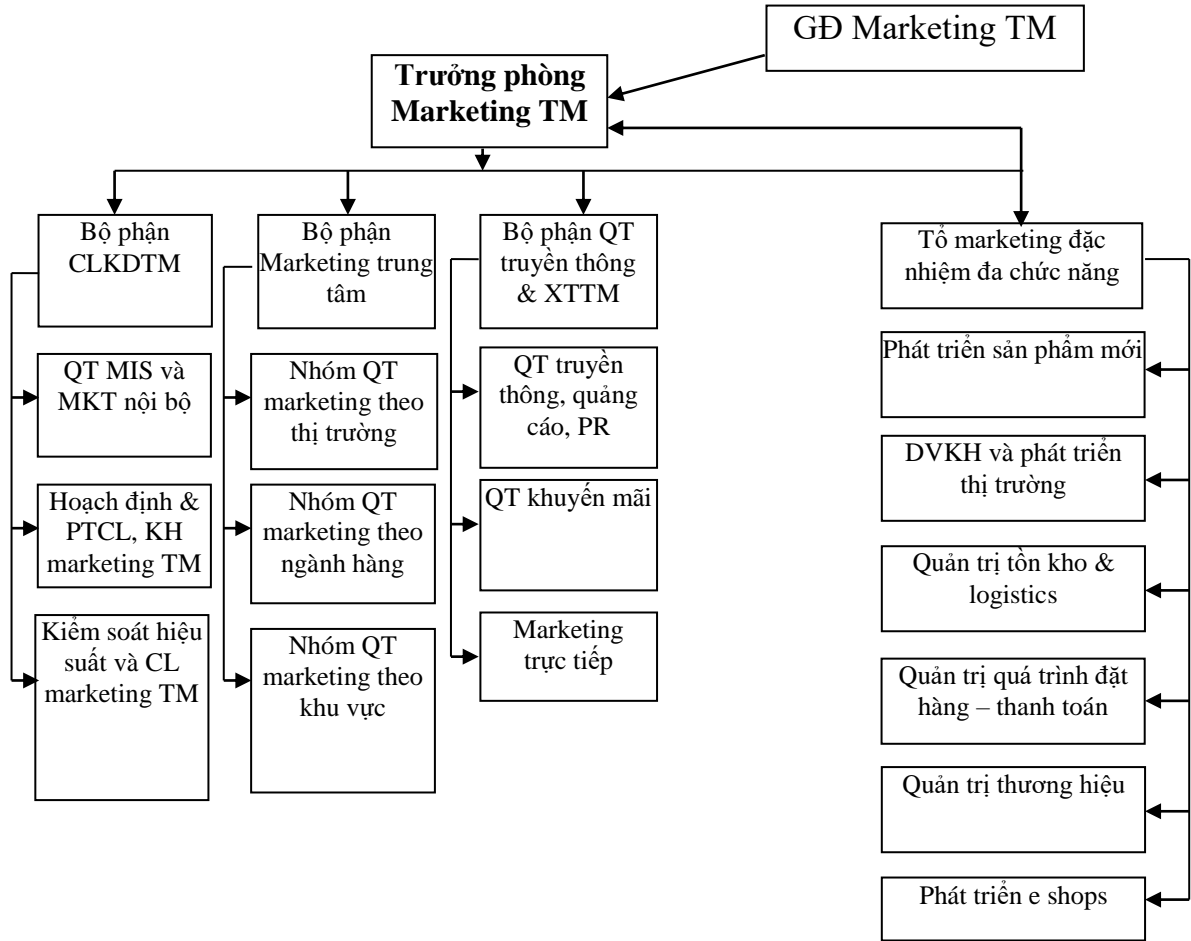 GĐ Marketing TM
Trưởng phòng
Marketing TM
Bộ phận
CLKDTM
QT MIS và
MKT nội bộ
Hoạch định &
PTCL, KH
marketing TM
Kiểm soát hiệu
suất và CL
marketing TM
Bộ phận
Marketing trung
tâm
Nhóm QT
marketing theo
thị trường
Nhóm QT
marketing theo
ngành hàng
Nhóm QT
marketing theo
khu vực
Bộ phận QT
truyền thông
& XTTM
QT truyền
thông, quảng
cáo, PR
QT khuyến mãi
Marketing
trực tiếp
Tổ marketing đặc
nhiệm đa chức năng
Phát triển sản phẩm mới
DVKH và phát triển
thị trường
Quản trị tồn kho &
logistics
Quản trị quá trình đặt
hàng – thanh toán
Quản trị thương hiệu
Phát triển e shops